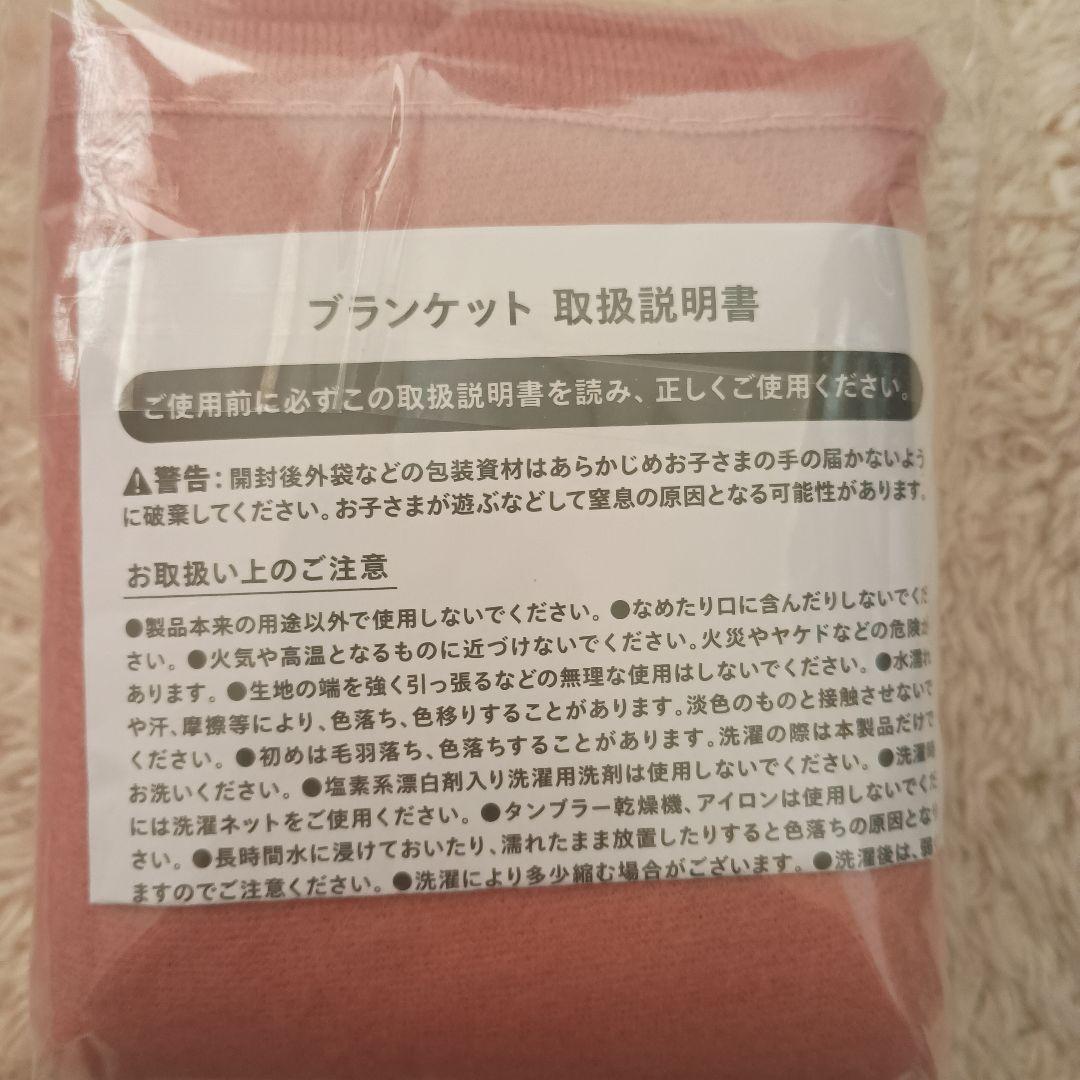 ブランケット 取扱説明書
ご使用前に必ずこの取扱説明書を読み、正しくご使用ください。
警告：開封後外袋などの包装資材はあらかじめお子さまの手の届かないよう
に破棄してください。お子さまが遊ぶなどして窒息の原因となる可能性があります。
お取扱い上のご注意
●製品本来の用途以外で使用しないでください。●なめたり口に含んだりしないでくだ
さい。●火気や高温となるものに近づけないでください。火災やヤケドなどの危険が
あります。●生地の端を強く引っ張るなどの無理な使用はしないでください。●水濡れ
や汗、摩擦等により、色落ち、色移りすることがあります。淡色のものと接触させないで
ください。●初めは毛羽落ち、色落ちすることがあります。洗濯の際は本製品だけで
お洗いください。●塩素系漂白剤入り洗濯用洗剤は使用しないでください。●洗濯時
には洗濯ネットをご使用ください。●タンブラー乾燥機、アイロンは使用しないでくだ
さい。●長時間水に浸けておいたり、濡れたまま放置したりすると色落ちの原因となり
ますのでご注意ください。●洗濯により多少縮む場合がございます。●洗濯後は、